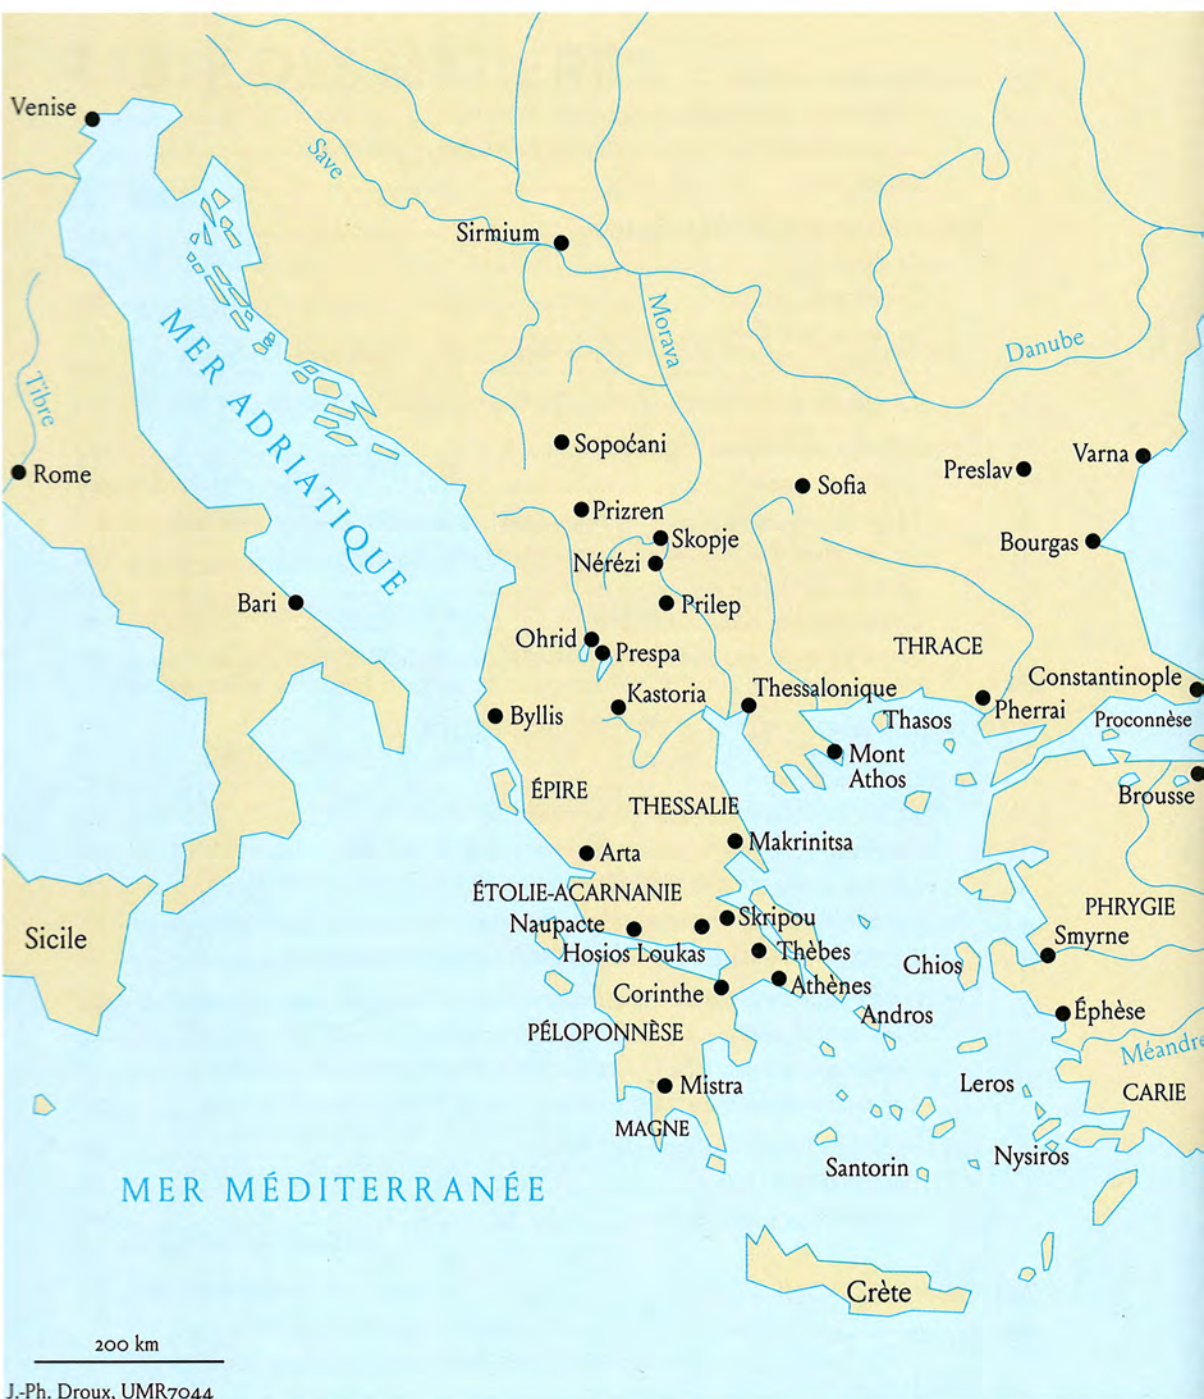 Venise
Save
Sirmium
Morava
Danube
MER ADRIATIQUE
Tibre
Rome
Sopoćani
Varna
Preslav
Sofia
Prizren
Skopje
Bourgas
Nérézi
Bari
Prilep
Ohrid
Prespa
THRACE
Constantinople
Kastoria
Thessalonique
Pherrai
Byllis
Thasos
Proconnèse
Mont
Athos
ÉPIRE
THESSALIE
Brousse
Makrinitsa
Arta
ÉTOLIE-ACARNANIE
PHRYGIE
Naupacte
Skripou
Sicile
Smyrne
Hosios Loukas
Thèbes
Chios
Corinthe
Athènes
Andros
Éphèse
PÉLOPONNÈSE
Méandre
Leros
Mistra
CARIE
MAGNE
Santorin
Nysiros
MER MÉDITERRANÉE
Crète
200 km
J.-Ph. Droux, UMR7044